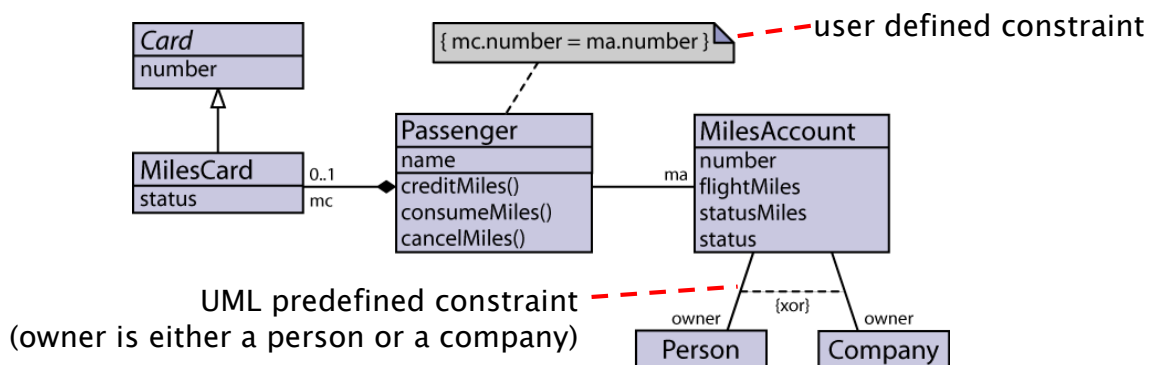 user defined constraint
{ mc.number = ma.number }
Card
number
Passenger
name
creditMiles()
consumeMiles()
cancelMiles()
MilesAccount
number
flightMiles
statusMiles
status
MilesCard
status
0..1
mc
ma
UML predefined constraint
(owner is either a person or a company)
{xor}
owner
owner
Person
Company